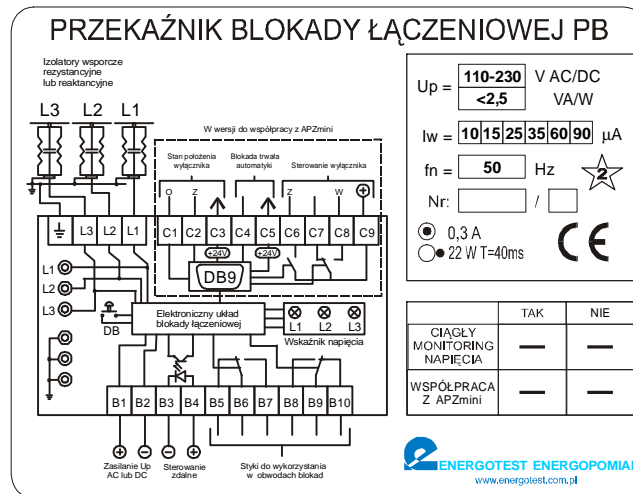 PRZEKAŹNIK BLOKADY ŁĄCZENIOWEJ PB
Izolatory wsporcze
rezystancyjne
lub reaktancyjne
L3 L2 L1
W wersji do współpracy z APZmini
Stan położenia
wyłącznika
Blokada trwała
automatyki
Sterowanie wyłącznika
O Z Z W
L3 L2 L1
C1 C2 C3 C4 C5 C6 C7 C8 C9
+24V +24V
DB9
L1
L2
L3
DB
Elektroniczny układ
blokady łączeniowej
L1 L2 L3
Wskaźnik napięcia
B1 B2 B3 B4 B5 B6 B7 B8 B9 B10
Zasilanie Up
AC lub DC
Sterowanie
zdalne
Styki do wykorzystania
w obwodach blokad
Up = 110-230 V AC/DC
<2,5 VA/W
Iw = 10 15 25 35 60 90 µA
fn = 50 Hz
2
Nr: /
0,3 A
22 W T=40ms
CE
TAK NIE
CIĄGŁY
MONITORING
NAPIĘCIA
— —
WSPÓŁPRACA
Z APZmini
— —
e ENERGOTEST ENERGOPOMIAR
www.energotest.com.pl